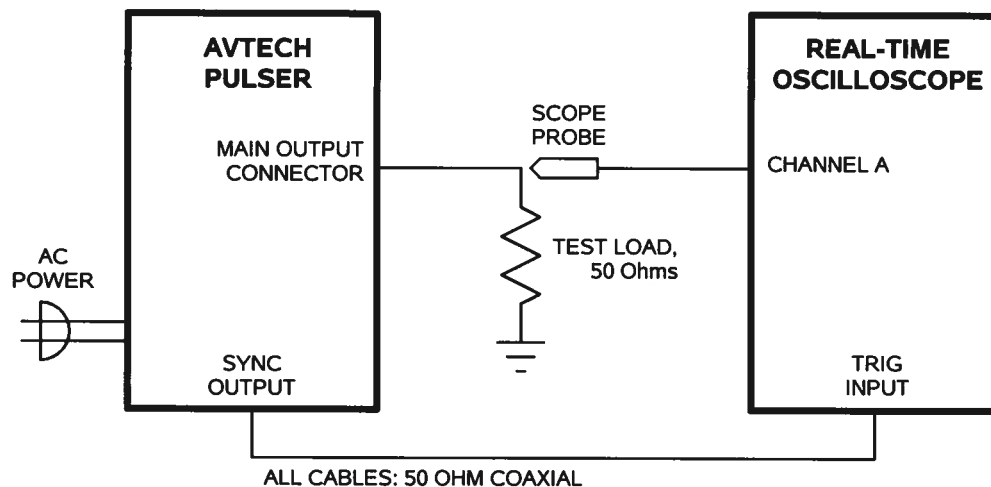 AVTECH
PULSER
MAIN OUTPUT
CONNECTOR
AC
POWER
SYNC
OUTPUT
SCOPE
PROBE
TEST LOAD,
50 Ohms
REAL-TIME
OSCILLOSCOPE
CHANNEL A
TRIG
INPUT
ALL CABLES: 50 OHM COAXIAL